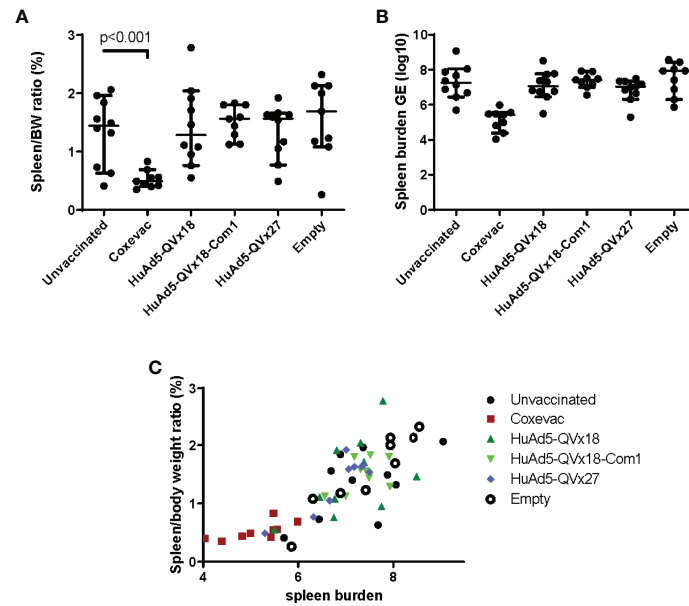 A
p<0.001
Spleen/BW ratio (%)
3
2
1
0
Unvaccinated
Coxevac
HuAd5-QVx18
HuAd5-QVx18-Com1
HuAd5-QVx27
Empty
B
Spleen burden GE (log10)
10
8
6
4
2
0
Unvaccinated
Coxevac
HuAd5-QVx18
HuAd5-QVx18-Com1
HuAd5-QVx27
Empty
C
Spleen/body weight ratio (%)
3
2
1
0
4
6
8
spleen burden
Unvaccinated
Coxevac
HuAd5-QVx18
HuAd5-QVx18-Com1
HuAd5-QVx27
Empty